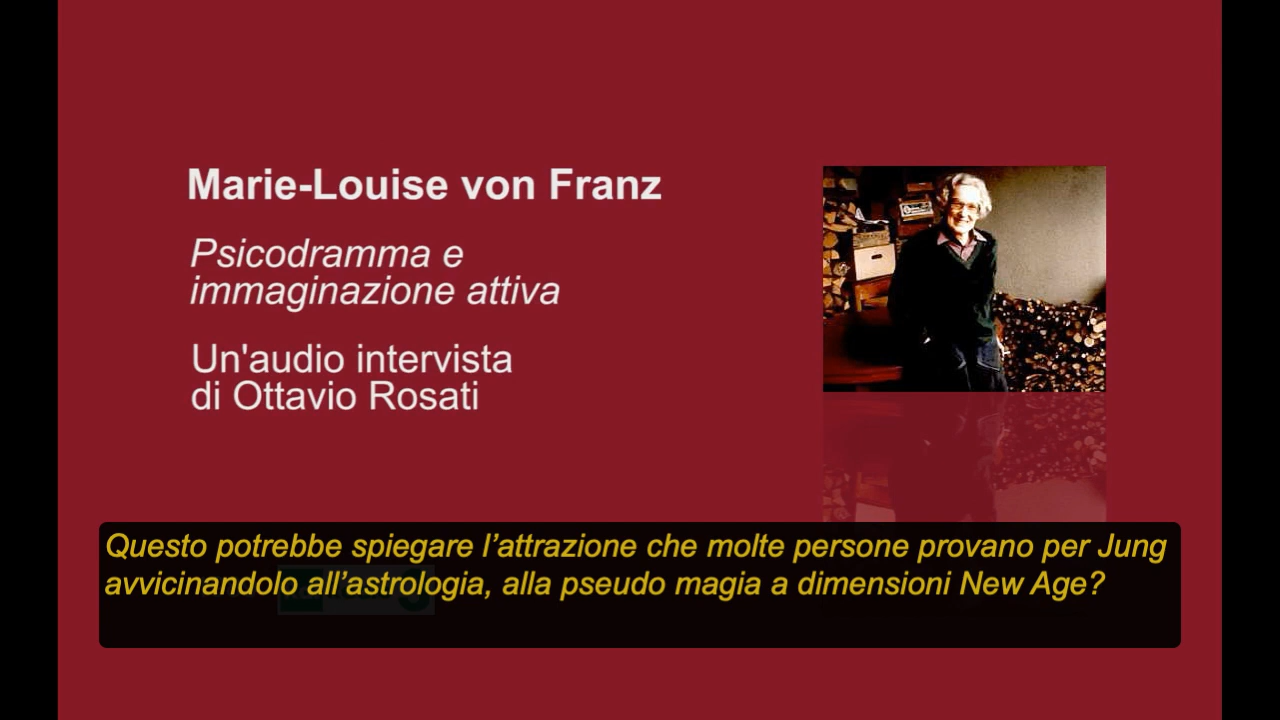 Marie-Louise von Franz
Psicodramma e
immaginazione attiva
Un'audio intervista
di Ottavio Rosati
Questo potrebbe spiegare l’attrazione che molte persone provano per Jung
avvicinandolo all’astrologia, alla pseudo magia a dimensioni New Age?